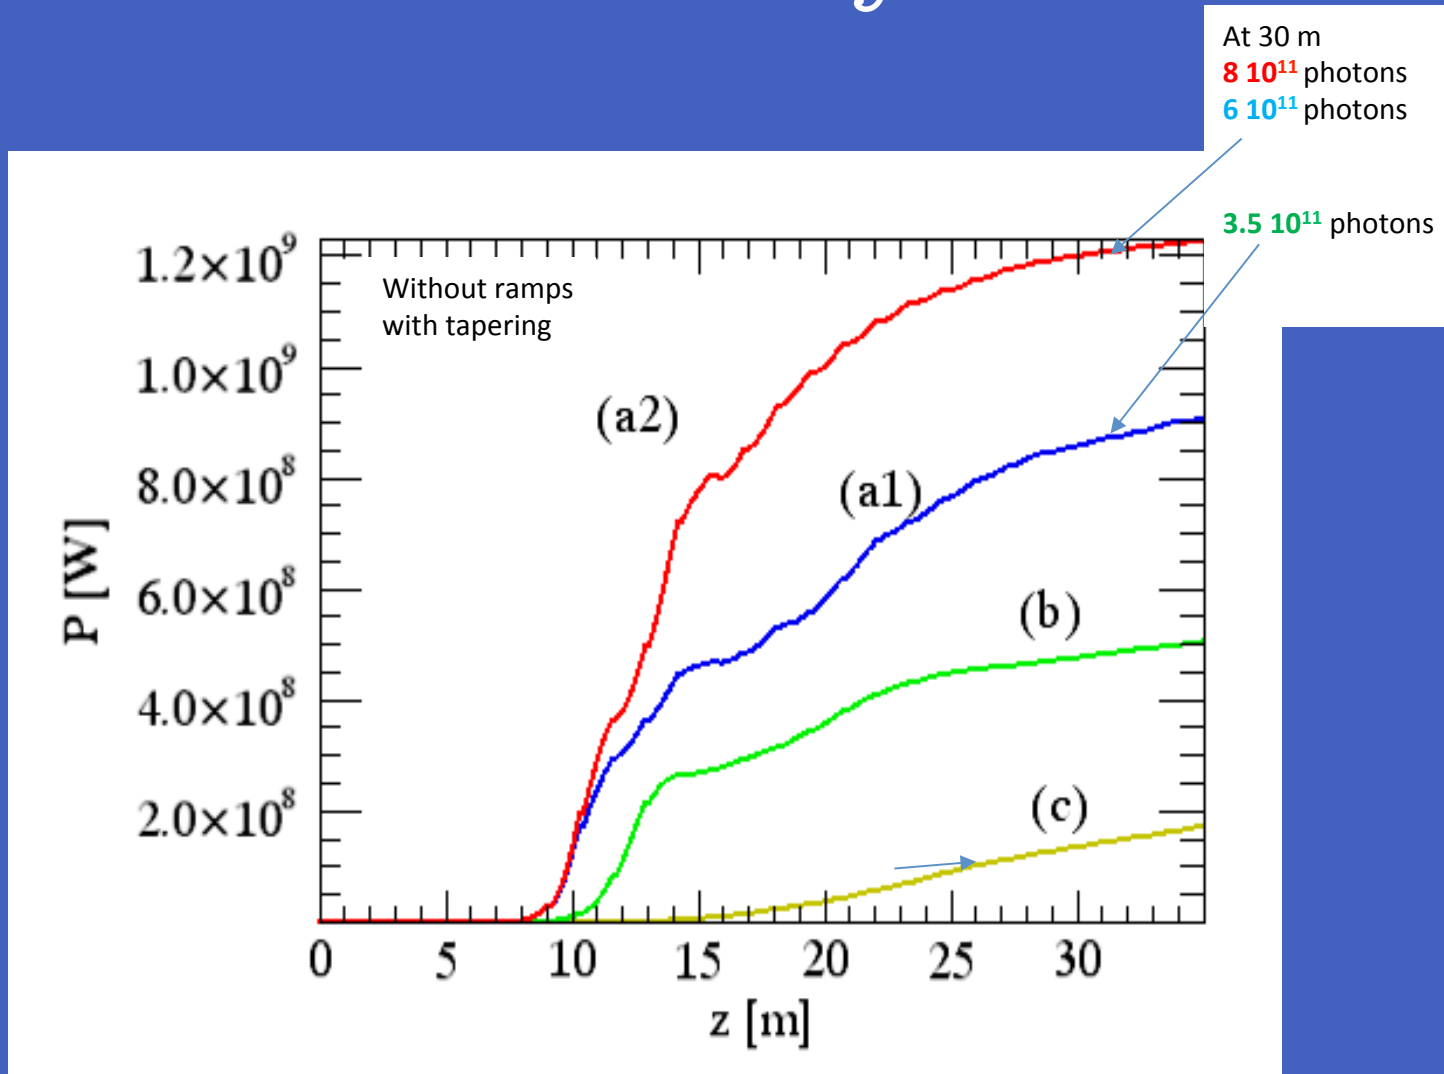 At 30 m
8 10¹¹ photons
6 10¹¹ photons
3.5 10¹¹ photons
Without ramps
with tapering
1.2×10⁹
1.0×10⁹
8.0×10⁸
6.0×10⁸
4.0×10⁸
2.0×10⁸
P [W]
(a2)
(a1)
(b)
(c)
0 5 10 15 20 25 30
z [m]